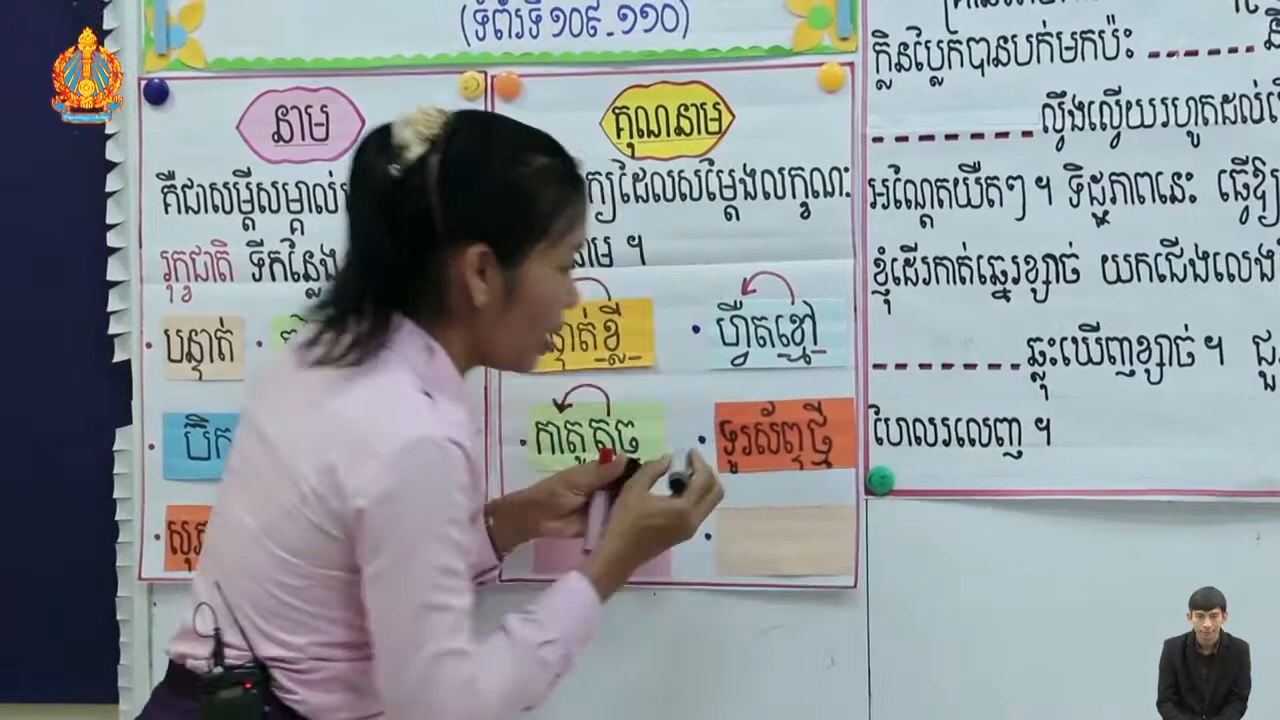 (ទំព័រទី១០៩-១១០)
នាម
គឺជាសម្ដីសម្គាល់
រុក្ខជាតិ ទីកន្លែង
បន្ទាត់
ប៊ិក
គុណនាម
ដែលសម្ដែងលក្ខណៈ
នាម ។
ខ្លី
ហ្វឺតខ្មៅ
កាតូតូច
ទូរស័ព្ទថ្មី
ក្លិនប្លែកបានបក់មកប៉ះ --------
-------- ល្វឹងល្វើយរហូតដល់
អណ្ដែតយឺតៗ ។ ទិដ្ឋភាពនេះ ធ្វើឱ្យ
ខ្ញុំដើរកាត់ឆ្នេរខ្សាច់ យកជើងលេង
-------- ឆ្លុះឃើញខ្សាច់ ។
ហែលរលេញ ។